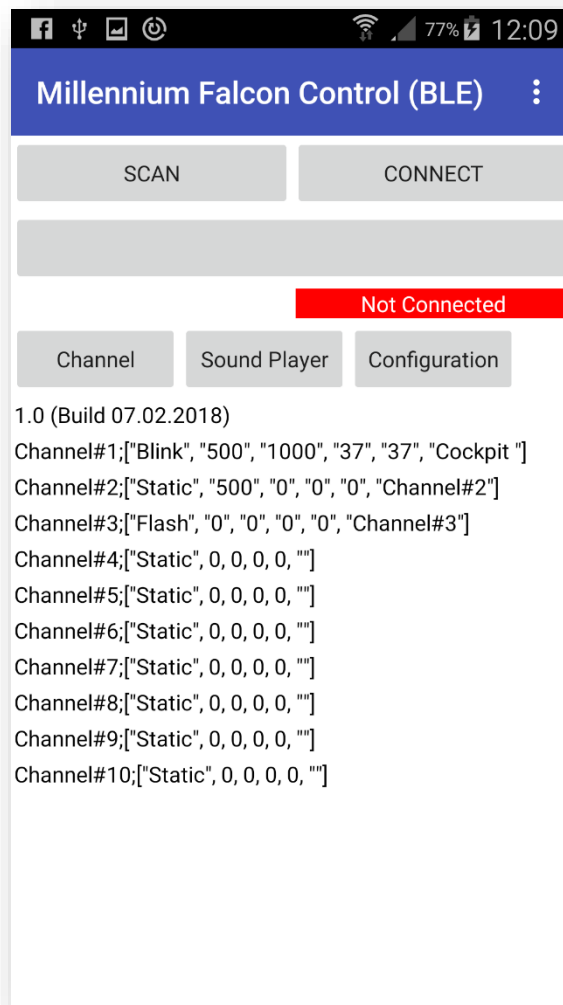 77% 12:09
Millennium Falcon Control (BLE)
SCAN CONNECT
Not Connected
Channel Sound Player Configuration
1.0 (Build 07.02.2018)
Channel#1;["Blink", "500", "1000", "37", "37", "Cockpit "]
Channel#2;["Static", "500", "0", "0", "0", "Channel#2"]
Channel#3;["Flash", "0", "0", "0", "0", "Channel#3"]
Channel#4;["Static", 0, 0, 0, 0, ""]
Channel#5;["Static", 0, 0, 0, 0, ""]
Channel#6;["Static", 0, 0, 0, 0, ""]
Channel#7;["Static", 0, 0, 0, 0, ""]
Channel#8;["Static", 0, 0, 0, 0, ""]
Channel#9;["Static", 0, 0, 0, 0, ""]
Channel#10;["Static", 0, 0, 0, 0, ""]